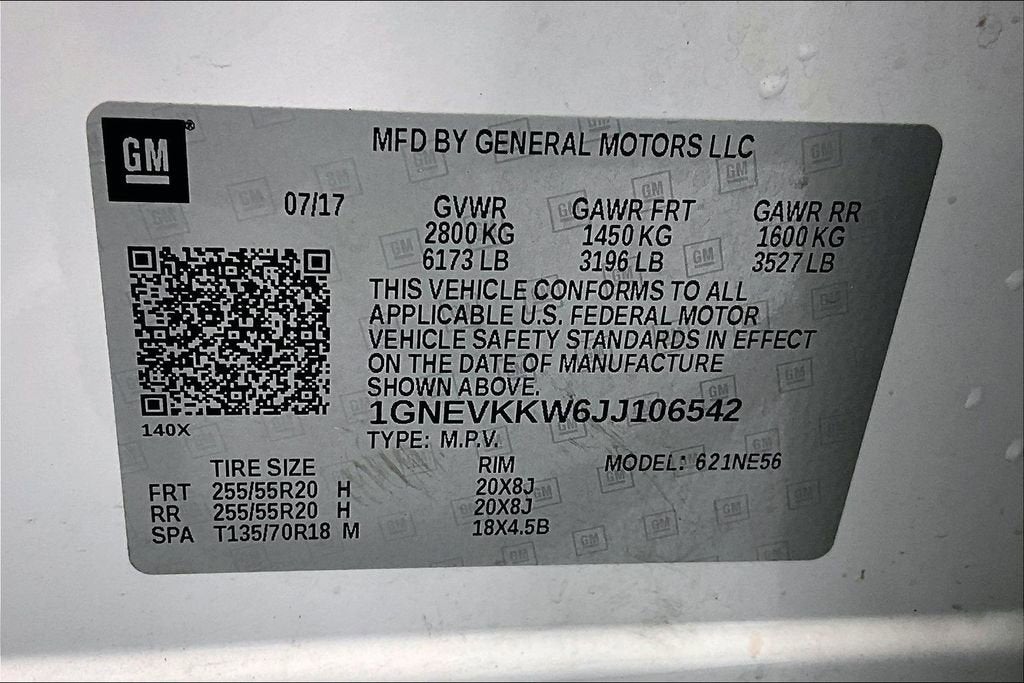 GM
MFD BY GENERAL MOTORS LLC
07/17 GVWR GAWR FRT GAWR RR
2800 KG 1450 KG 1600 KG
6173 LB 3196 LB 3527 LB
THIS VEHICLE CONFORMS TO ALL
APPLICABLE U.S. FEDERAL MOTOR
VEHICLE SAFETY STANDARDS IN EFFECT
ON THE DATE OF MANUFACTURE
SHOWN ABOVE.
1GNEVKKW6JJ106542
140X
TYPE: M.P.V.
TIRE SIZE RIM MODEL: 621NE56
FRT 255/55R20 H 20X8J
RR 255/55R20 H 20X8J
SPA T135/70R18 M 18X4.5B